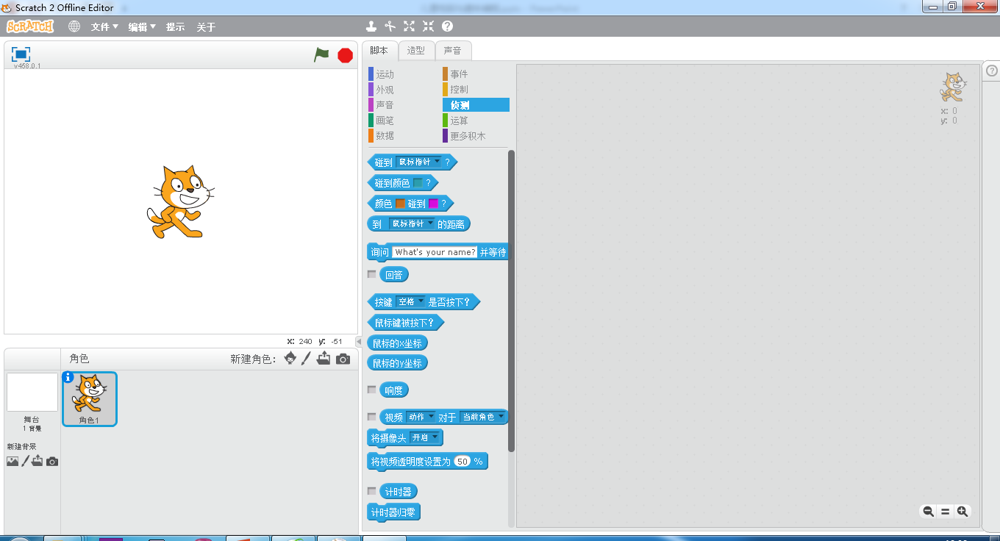 Scratch 2 Offline Editor
SCRATCH 文件 编辑 提示 关于
v458.0.1
脚本 造型 声音
运动 事件
外观 控制
声音 侦测
画笔 运算
数据 更多积木
x: 0
y: 0
碰到 鼠标指针 ?
碰到颜色 ?
颜色 碰到 ?
到 鼠标指针 的距离
询问 What's your name? 并等待
回答
按键 空格 是否按下?
鼠标键被按下?
鼠标的x坐标
鼠标的y坐标
响度
视频 动作 对于 当前角色
将摄像头 开启
将视频透明度设置为 50 %
计时器
计时器归零
x: 240 y: -51
角色 新建角色:
舞台
1 背景
新建背景
角色1